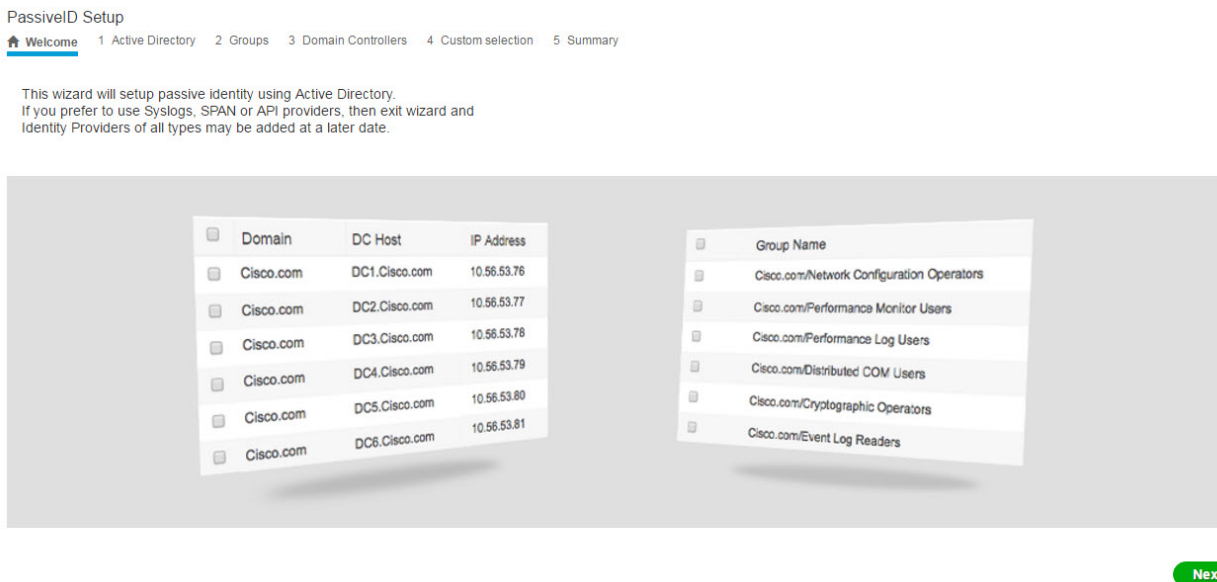 PassiveID Setup
Welcome 1 Active Directory 2 Groups 3 Domain Controllers 4 Custom selection 5 Summary
This wizard will setup passive identity using Active Directory.
If you prefer to use Syslogs, SPAN or API providers, then exit wizard and
Identity Providers of all types may be added at a later date.
Domain DC Host IP Address
Cisco.com DC1.Cisco.com 10.56.53.76
Cisco.com DC2.Cisco.com 10.56.53.77
Cisco.com DC3.Cisco.com 10.56.53.78
Cisco.com DC4.Cisco.com 10.56.53.79
Cisco.com DC5.Cisco.com 10.56.53.80
Cisco.com DC6.Cisco.com 10.56.53.81
Group Name
Cisco.com/Network Configuration Operators
Cisco.com/Performance Monitor Users
Cisco.com/Performance Log Users
Cisco.com/Distributed COM Users
Cisco.com/Cryptographic Operators
Cisco.com/Event Log Readers
Nex